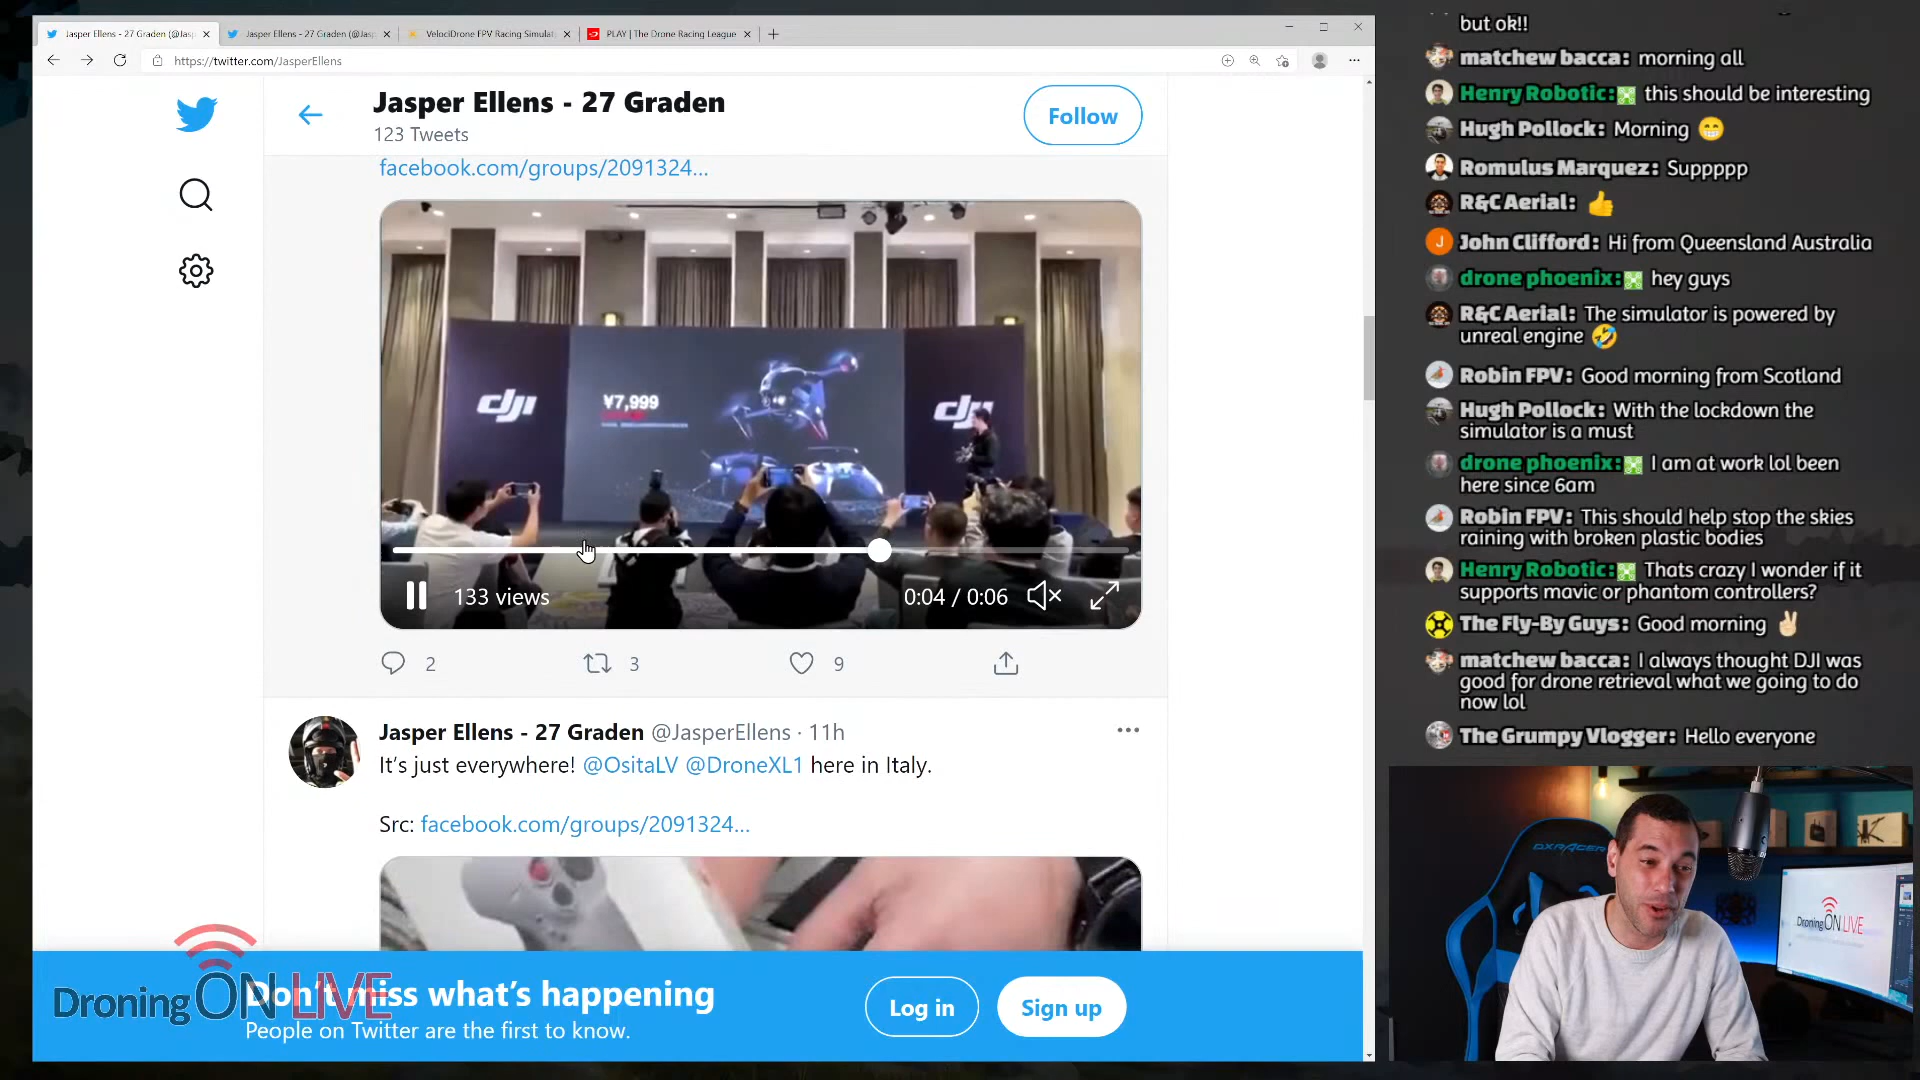 Jasper Ellens - 27 Graden (@Jas
Jasper Ellens - 27 Graden (@Jasp
VelociDrone FPV Racing Simulat
PLAY | The Drone Racing League
https://twitter.com/JasperEllens
Jasper Ellens - 27 Graden
123 Tweets
Follow
facebook.com/groups/2091324...
dji
¥7,999
dji
133 views
0:04 / 0:06
2
3
9
Jasper Ellens - 27 Graden @JasperEllens · 11h
It's just everywhere! @OsitaLV @DroneXL1 here in Italy.
Src: facebook.com/groups/2091324...
Don't miss what's happening
People on Twitter are the first to know.
Log in
Sign up
Droning ON LIVE
but ok!!
matchew bacca: morning all
Henry Robotic: this should be interesting
Hugh Pollock: Morning 😁
Romulus Marquez: Suppppp
R&C Aerial: 👍
J
John Clifford: Hi from Queensland Australia
drone phoenix: hey guys
R&C Aerial: The simulator is powered by
unreal engine 🤣
Robin FPV: Good morning from Scotland
Hugh Pollock: With the lockdown the
simulator is a must
drone phoenix: I am at work lol been
here since 6am
Robin FPV: This should help stop the skies
raining with broken plastic bodies
Henry Robotic: Thats crazy I wonder if it
supports mavic or phantom controllers?
The Fly-By Guys: Good morning ✌🏻
matchew bacca: I always thought DJI was
good for drone retrieval what we going to do
now lol
The Grumpy Vlogger: Hello everyone
DXRACER
Droning ON LIVE